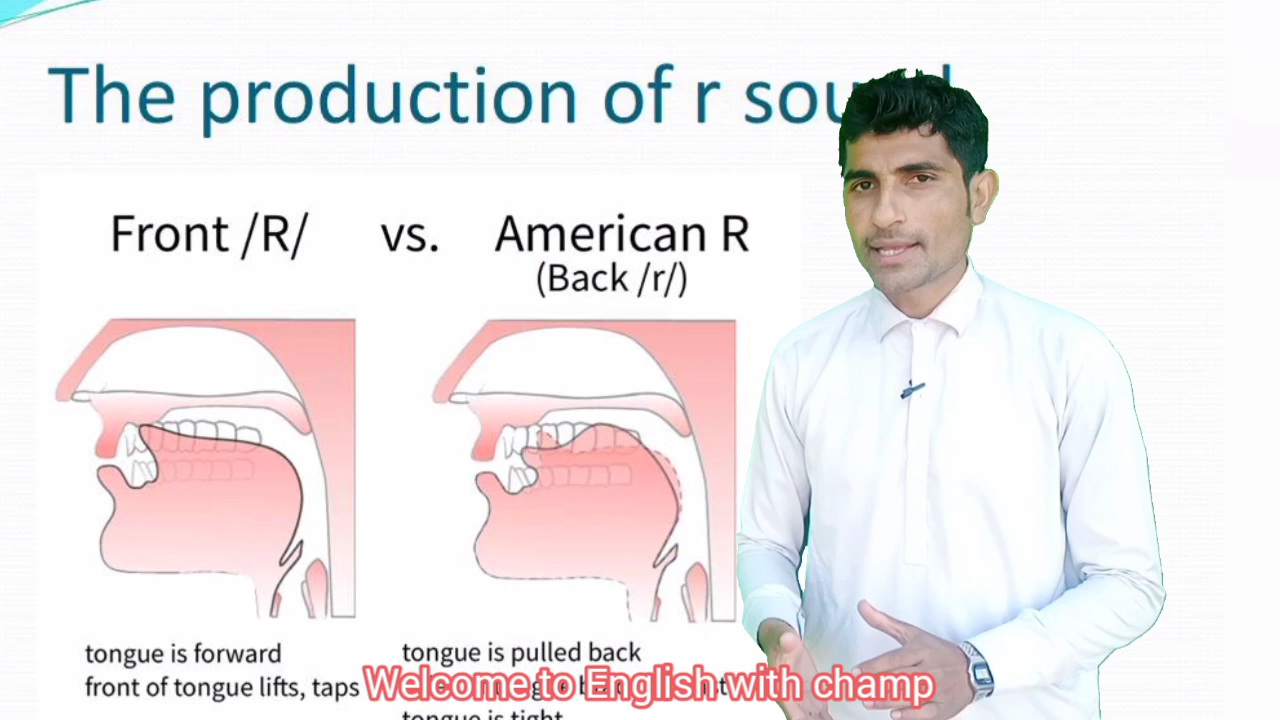 The production of r
Front /R/ vs. American R
(Back /r/)
tongue is forward
front of tongue lifts, taps
tongue is pulled back
tongue is tight
Welcome to English with champ